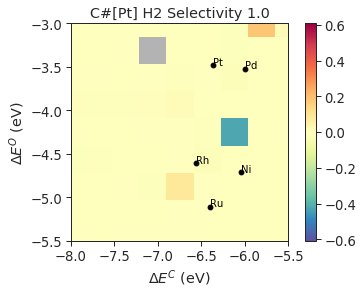 C#[Pt] H2 Selectivity 1.0
−3.0
−3.5
−4.0
−4.5
−5.0
−5.5
ΔE^O (eV)
Pt
Pd
Rh
Ni
Ru
−8.0 −7.5 −7.0 −6.5 −6.0 −5.5
ΔE^C (eV)
0.6
0.4
0.2
0.0
−0.2
−0.4
−0.6